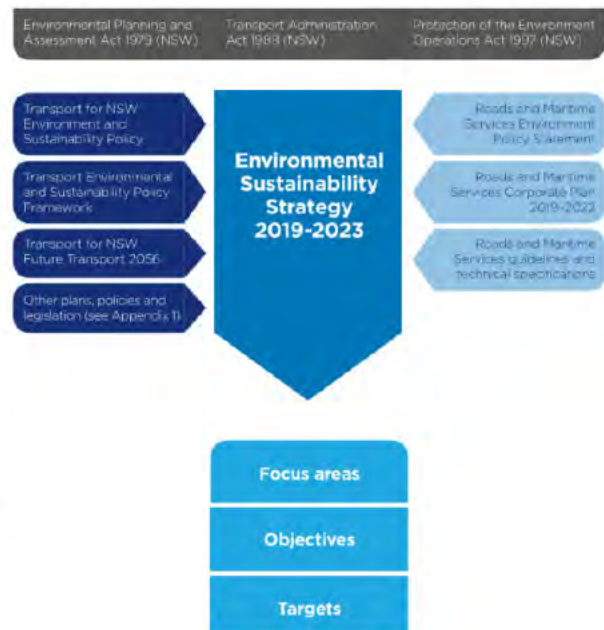 Environmental Planning and
Assessment Act 1979 (NSW)
Transport Administration
Act 1988 (NSW)
Protection of the Environment
Operations Act 1997 (NSW)
Transport for NSW
Environment and
Sustainability Policy
Transport Environmental
and Sustainability Policy
Framework
Transport for NSW
Future Transport 2056
Other plans, policies and
legislation (see Appendix 1)
Environmental
Sustainability
Strategy
2019-2023
Roads and Maritime
Services Environment
Policy Statement
Roads and Maritime
Services Corporate Plan
2019-2022
Roads and Maritime
Services guidelines and
technical specifications
Focus areas
Objectives
Targets